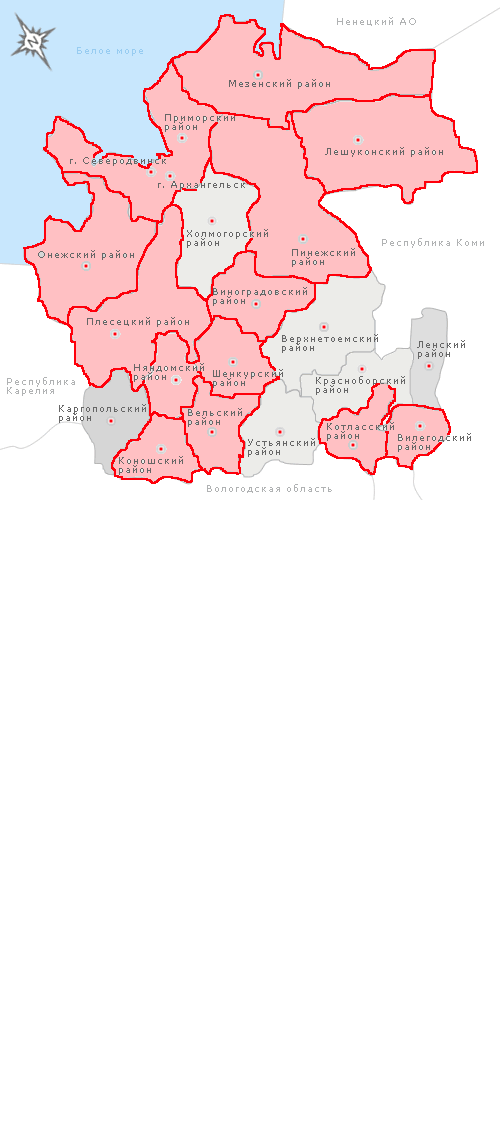 Ненецкий АО
Белое море
Мезенский район
Приморский
район
Лешуконский район
г. Северодвинск
г. Архангельск
Холмогорский
район
Республика Коми
Онежский район
Пинежский
район
Виноградовский
район
Плесецкий район
Верхнетоемский
район
Ленский
район
Няндомский
район
Шенкурский
район
Красноборский
район
Республика
Карелия
Каргопольский
район
Вельский
район
Котласский
район
Устьянский
район
Вилегодский
район
Коношский
район
Вологодская область